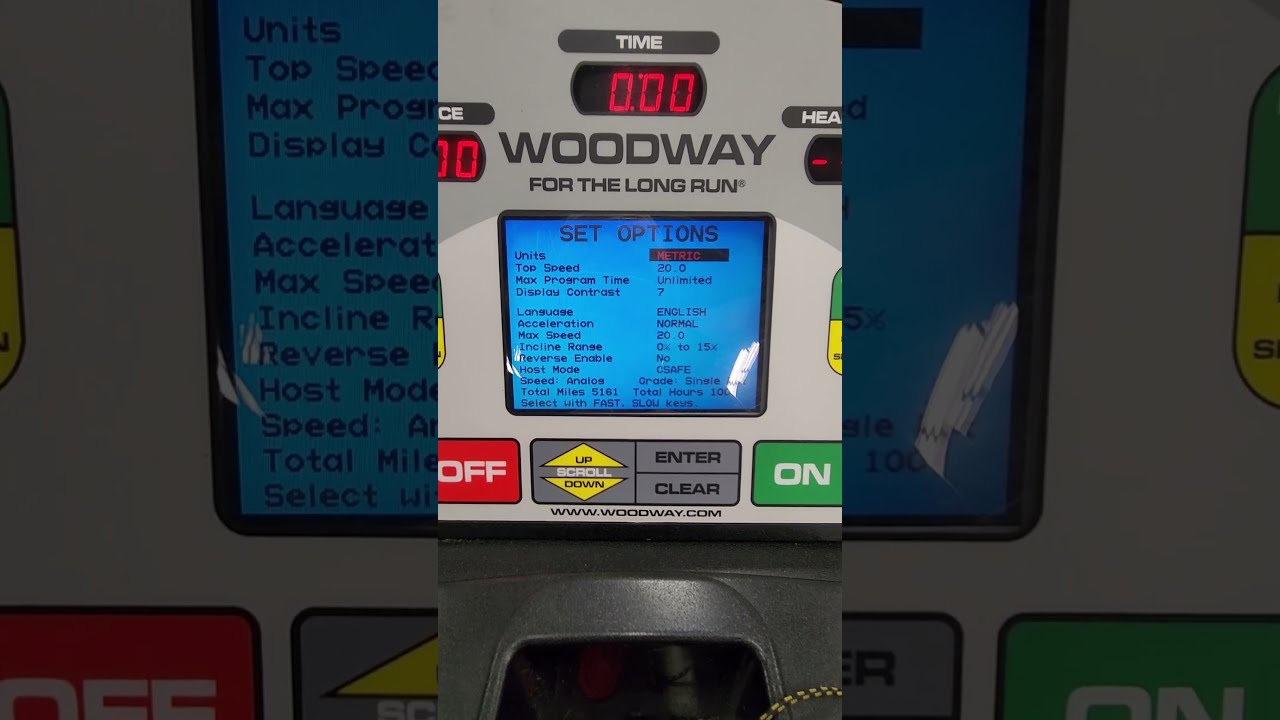 TIME
0:00
WOODWAY
FOR THE LONG RUN®
SET OPTIONS
Units METRIC
Top Speed 20.0
Max Program Time Unlimited
Display Contrast 7
Language ENGLISH
Acceleration NORMAL
Max Speed 20.0
Incline Range 0% to 15%
Reverse Enable No
Host Mode CSAFE
Speed: Analog Grade: Single
Total Miles 5161 Total Hours
Select with FAST. SLOW keys.
OFF
UP
SCROLL
DOWN
ENTER
CLEAR
ON
WWW.WOODWAY.COM